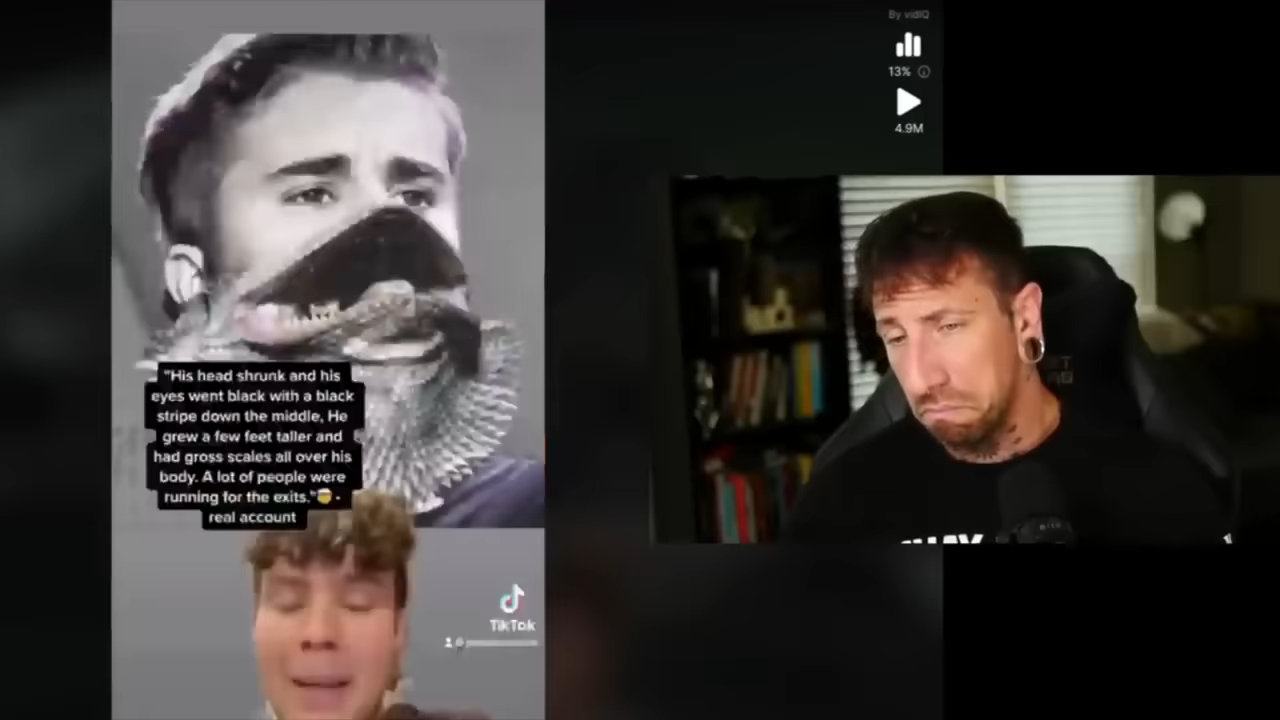 By vidIQ
13%
4.9M
"His head shrunk and his
eyes went black with a black
stripe down the middle, He
grew a few feet taller and
had gross scales all over his
body. A lot of people were
running for the exits."🤯 -
real account
TikTok